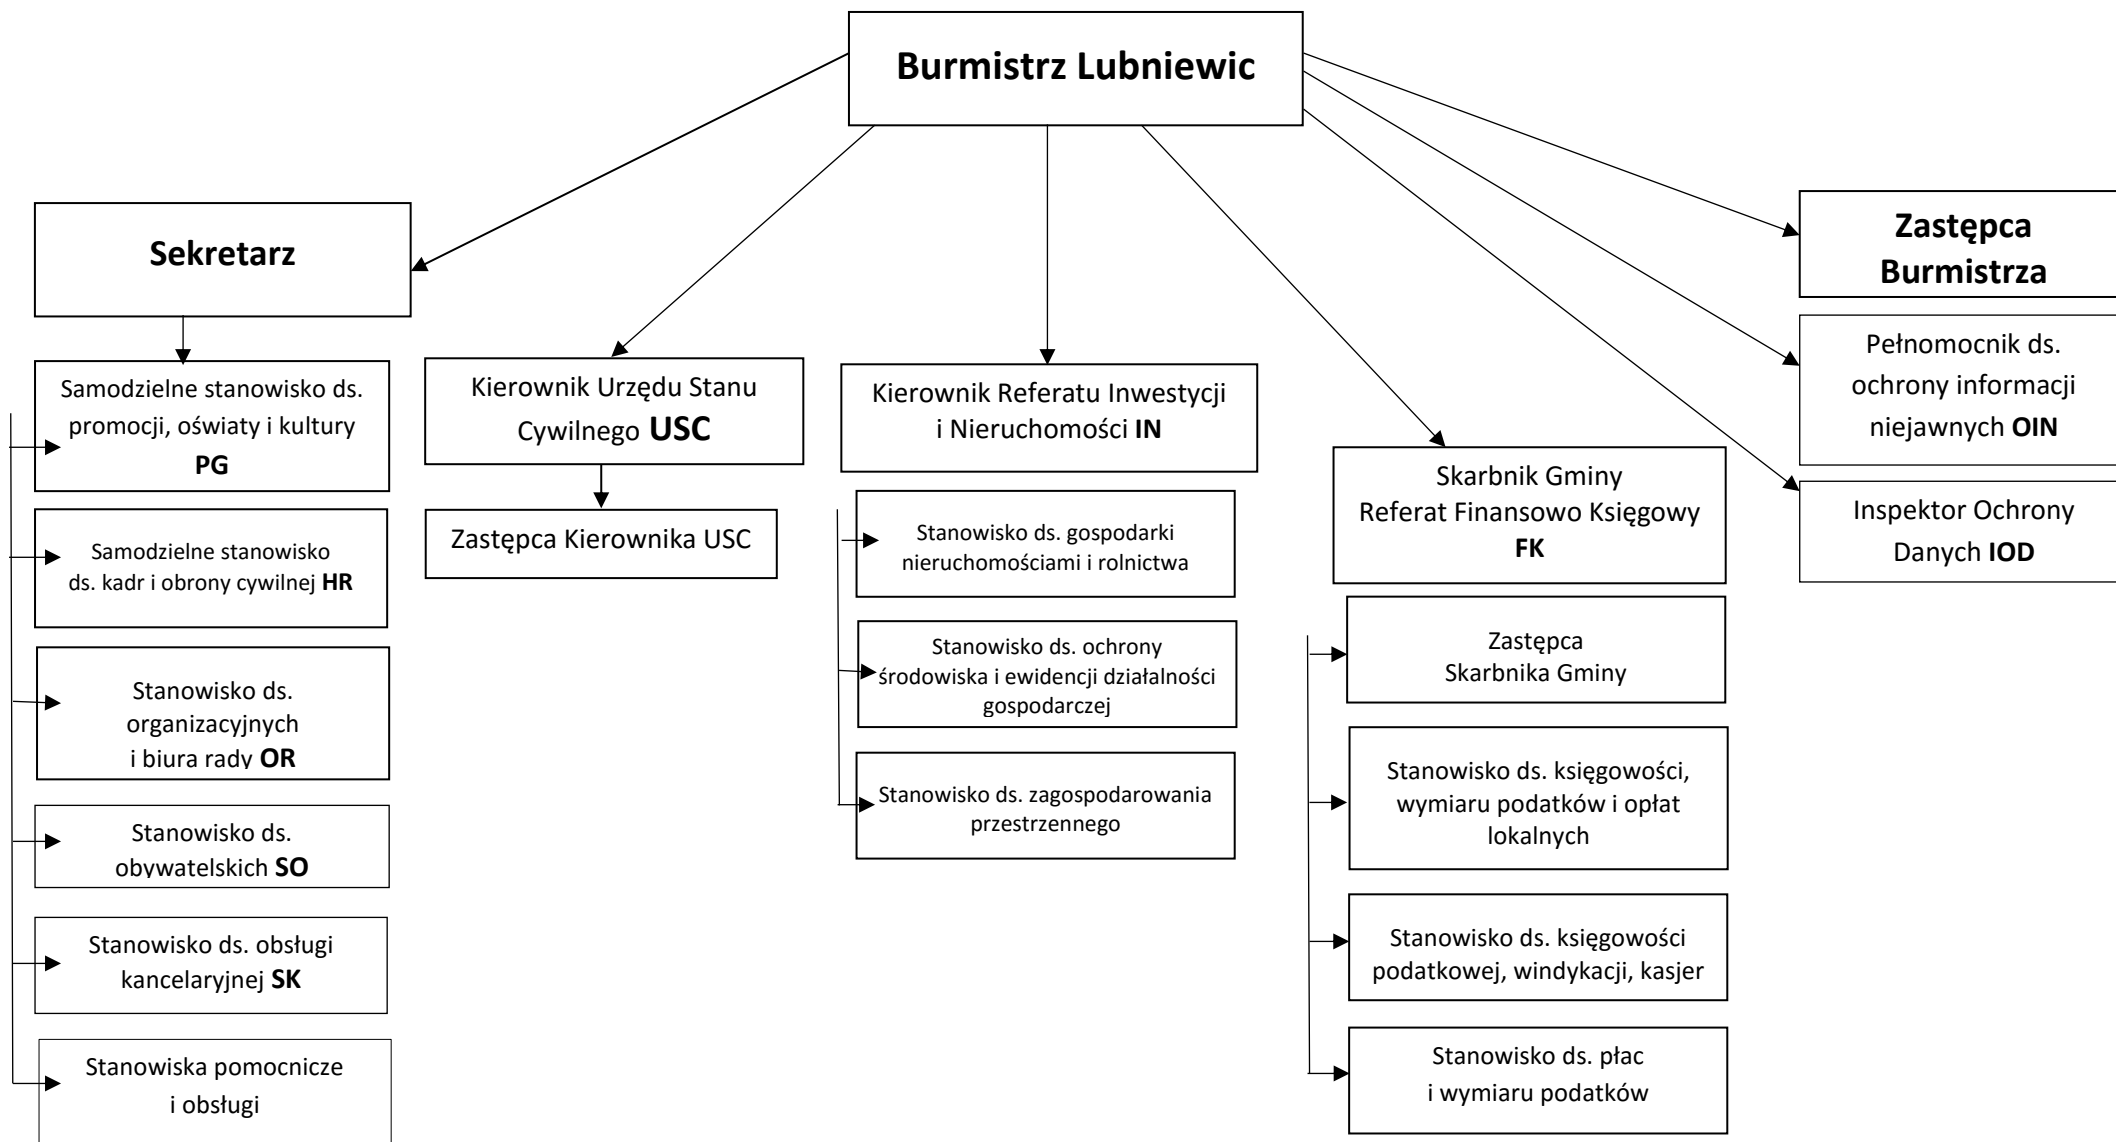 Burmistrz Lubniewic
Sekretarz
Samodzielne stanowisko ds.
promocji, oświaty i kultury
PG
Samodzielne stanowisko
ds. kadr i obrony cywilnej HR
Stanowisko ds.
organizacyjnych
i biura rady OR
Stanowisko ds.
obywatelskich SO
Stanowisko ds. obsługi
kancelaryjnej SK
Stanowiska pomocnicze
i obsługi
Kierownik Urzędu Stanu
Cywilnego USC
Zastępca Kierownika USC
Kierownik Referatu Inwestycji
i Nieruchomości IN
Stanowisko ds. gospodarki
nieruchomościami i rolnictwa
Stanowisko ds. ochrony
środowiska i ewidencji działalności
gospodarczej
Stanowisko ds. zagospodarowania
przestrzennego
Skarbnik Gminy
Referat Finansowo Księgowy
FK
Zastępca
Skarbnika Gminy
Stanowisko ds. księgowości,
wymiaru podatków i opłat
lokalnych
Stanowisko ds. księgowości
podatkowej, windykacji, kasjer
Stanowisko ds. płac
i wymiaru podatków
Zastępca
Burmistrza
Pełnomocnik ds.
ochrony informacji
niejawnych OIN
Inspektor Ochrony
Danych IOD